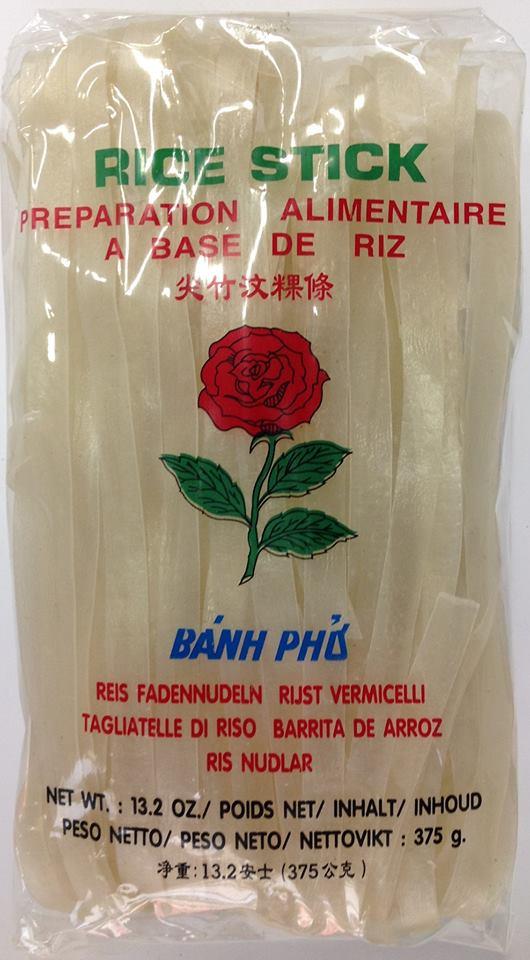 RICE STICK
PREPARATION ALIMENTAIRE
A BASE DE RIZ
尖竹汶粿條
BÁNH PHỞ
REIS FADENNUDELN RIJST VERMICELLI
TAGLIATELLE DI RISO BARRITA DE ARROZ
RIS NUDLAR
NET WT. : 13.2 OZ./ POIDS NET/ INHALT/ INHOUD
PESO NETTO/ PESO NETO/ NETTOVIKT : 375 g.
净重:13.2安士 (375公克)